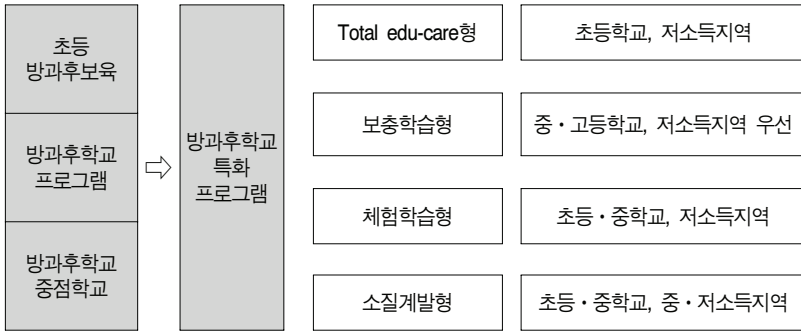 초등
방과후보육
방과후학교
프로그램
방과후학교
중점학교
방과후학교
특화
프로그램
Total edu-care형
초등학교, 저소득지역
보충학습형
중·고등학교, 저소득지역 우선
체험학습형
초등·중학교, 저소득지역
소질계발형
초등·중학교, 중·저소득지역